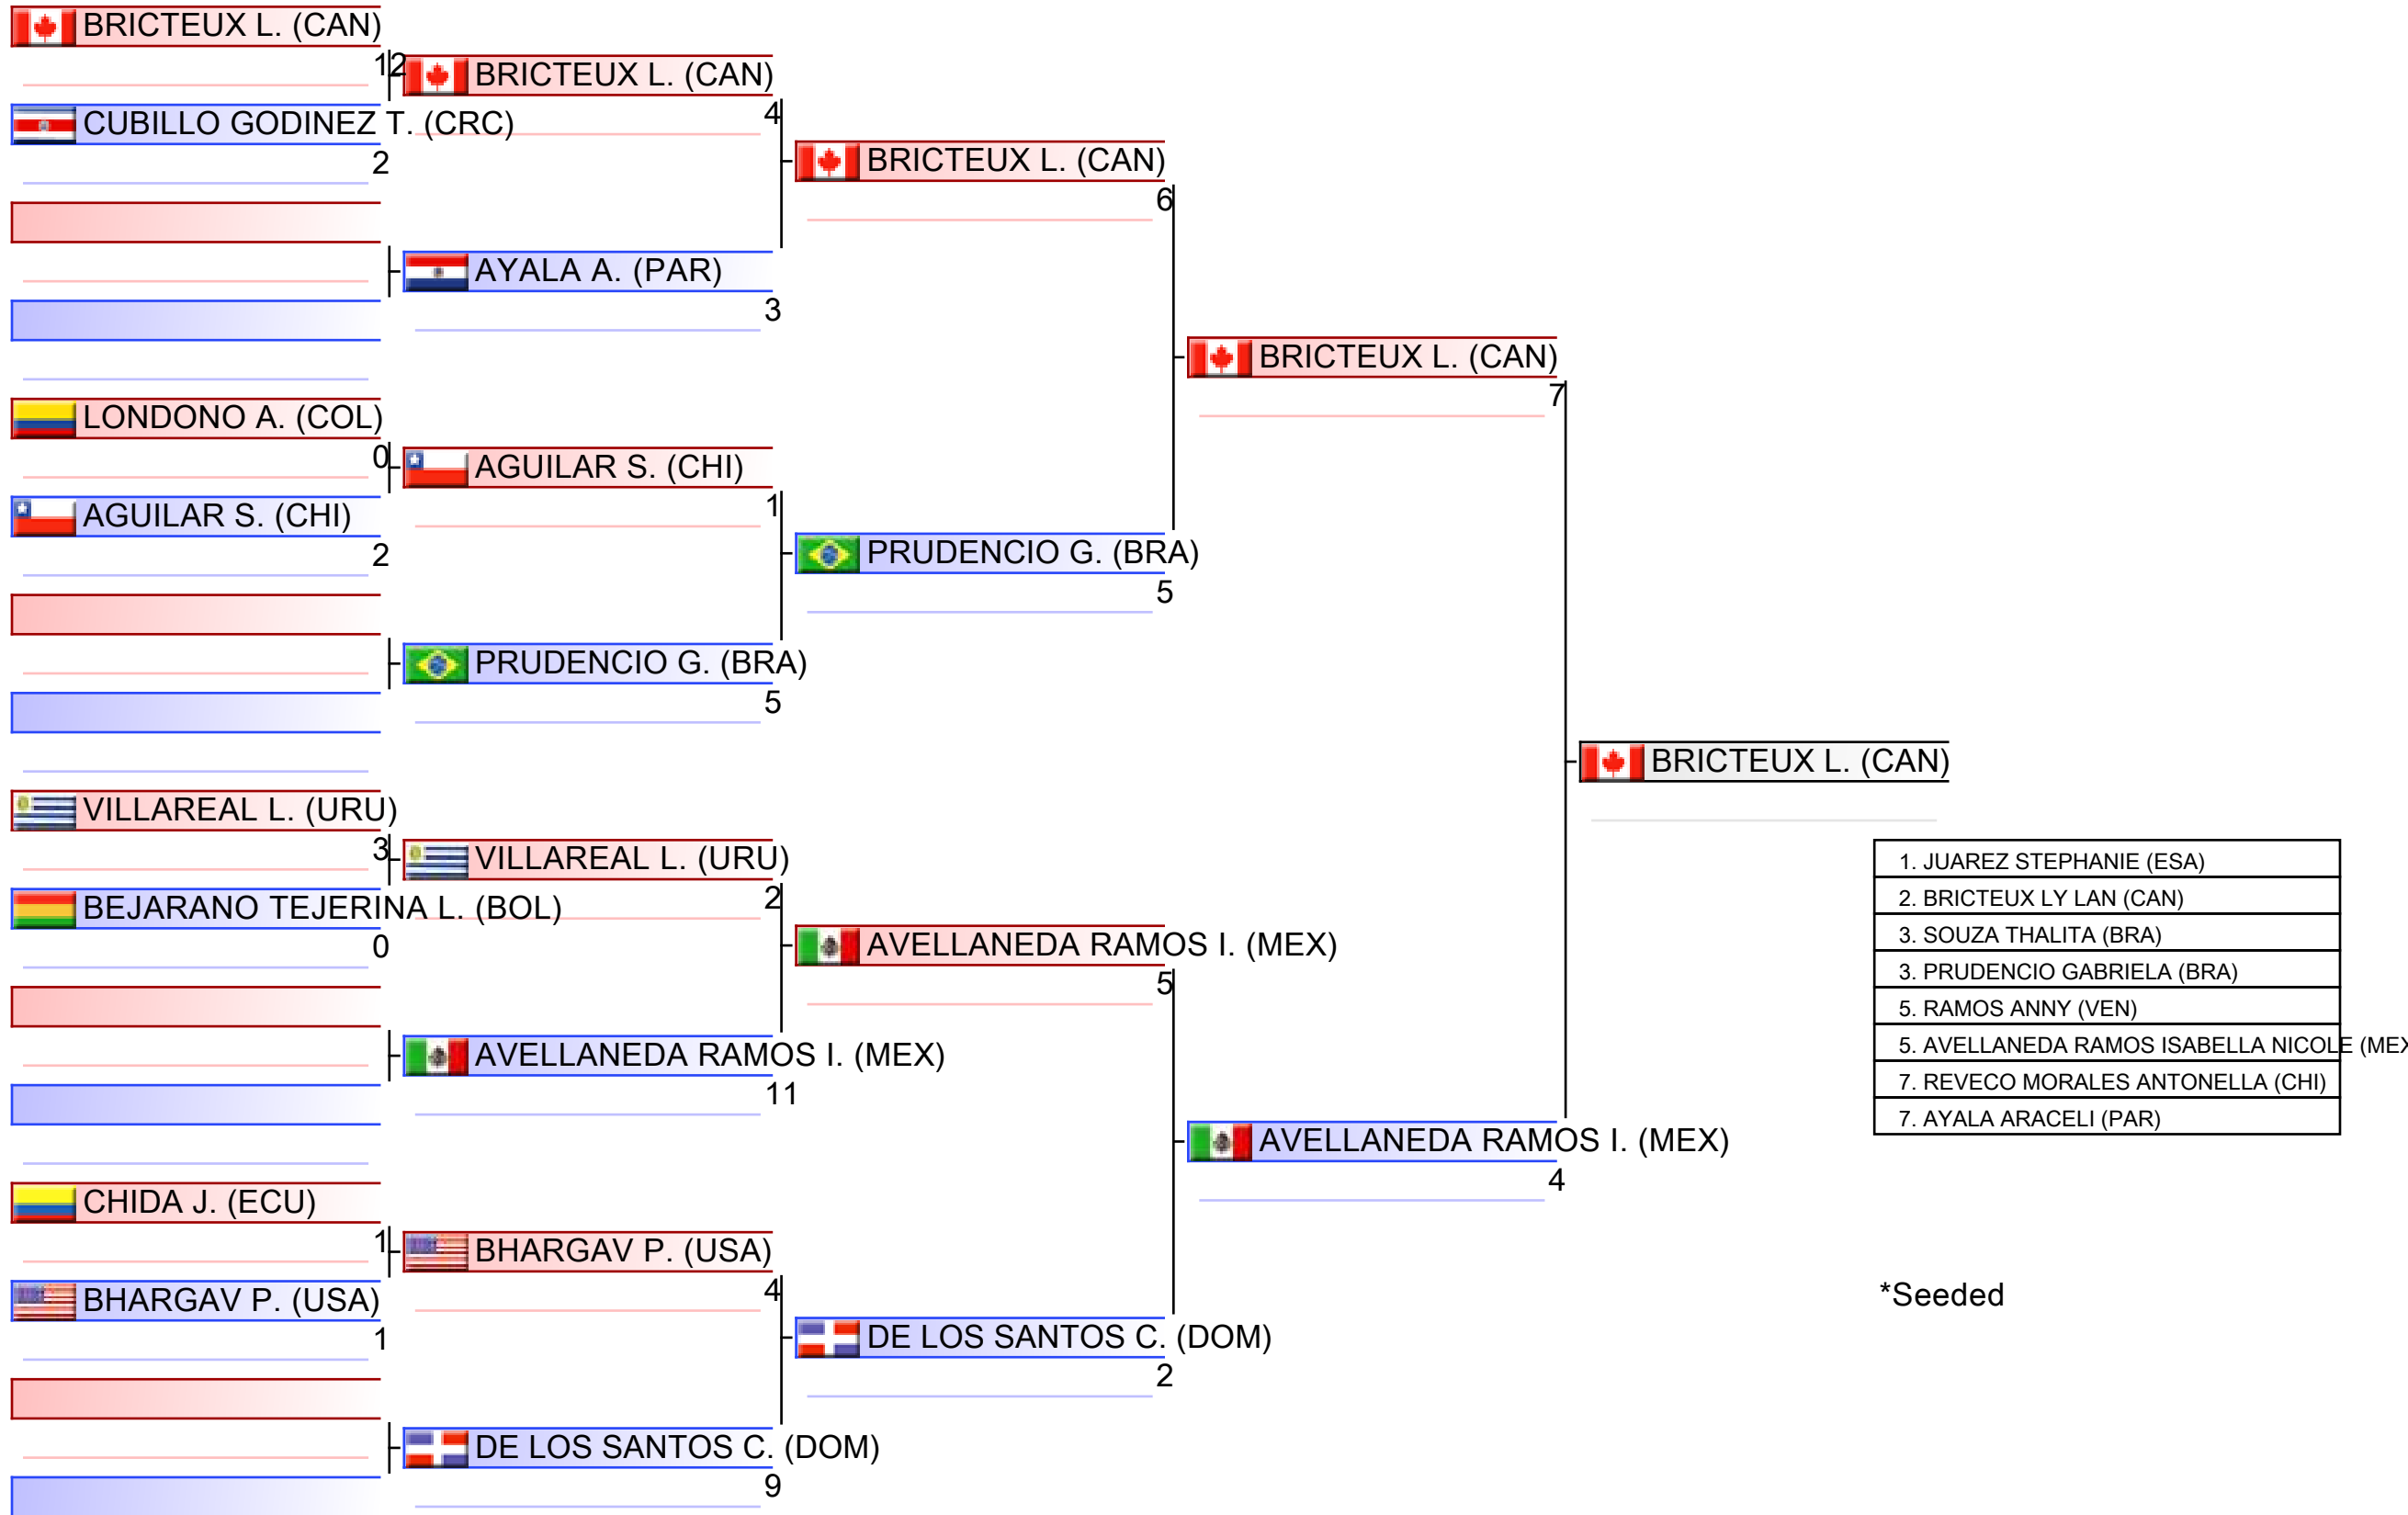 BRICTEUX L. (CAN)
12
BRICTEUX L. (CAN)
4
CUBILLO GODINEZ T. (CRC)
2
BRICTEUX L. (CAN)
6
AYALA A. (PAR)
3
BRICTEUX L. (CAN)
7
LONDONO A. (COL)
0
AGUILAR S. (CHI)
1
AGUILAR S. (CHI)
2
PRUDENCIO G. (BRA)
5
PRUDENCIO G. (BRA)
5
BRICTEUX L. (CAN)
VILLAREAL L. (URU)
3
VILLAREAL L. (URU)
2
BEJARANO TEJERINA L. (BOL)
0
AVELLANEDA RAMOS I. (MEX)
5
AVELLANEDA RAMOS I. (MEX)
11
AVELLANEDA RAMOS I. (MEX)
4
CHIDA J. (ECU)
1
BHARGAV P. (USA)
4
BHARGAV P. (USA)
1
DE LOS SANTOS C. (DOM)
2
DE LOS SANTOS C. (DOM)
9
1. JUAREZ STEPHANIE (ESA)
2. BRICTEUX LY LAN (CAN)
3. SOUZA THALITA (BRA)
3. PRUDENCIO GABRIELA (BRA)
5. RAMOS ANNY (VEN)
5. AVELLANEDA RAMOS ISABELLA NICOLE (MEX
7. REVECO MORALES ANTONELLA (CHI)
7. AYALA ARACELI (PAR)
*Seeded